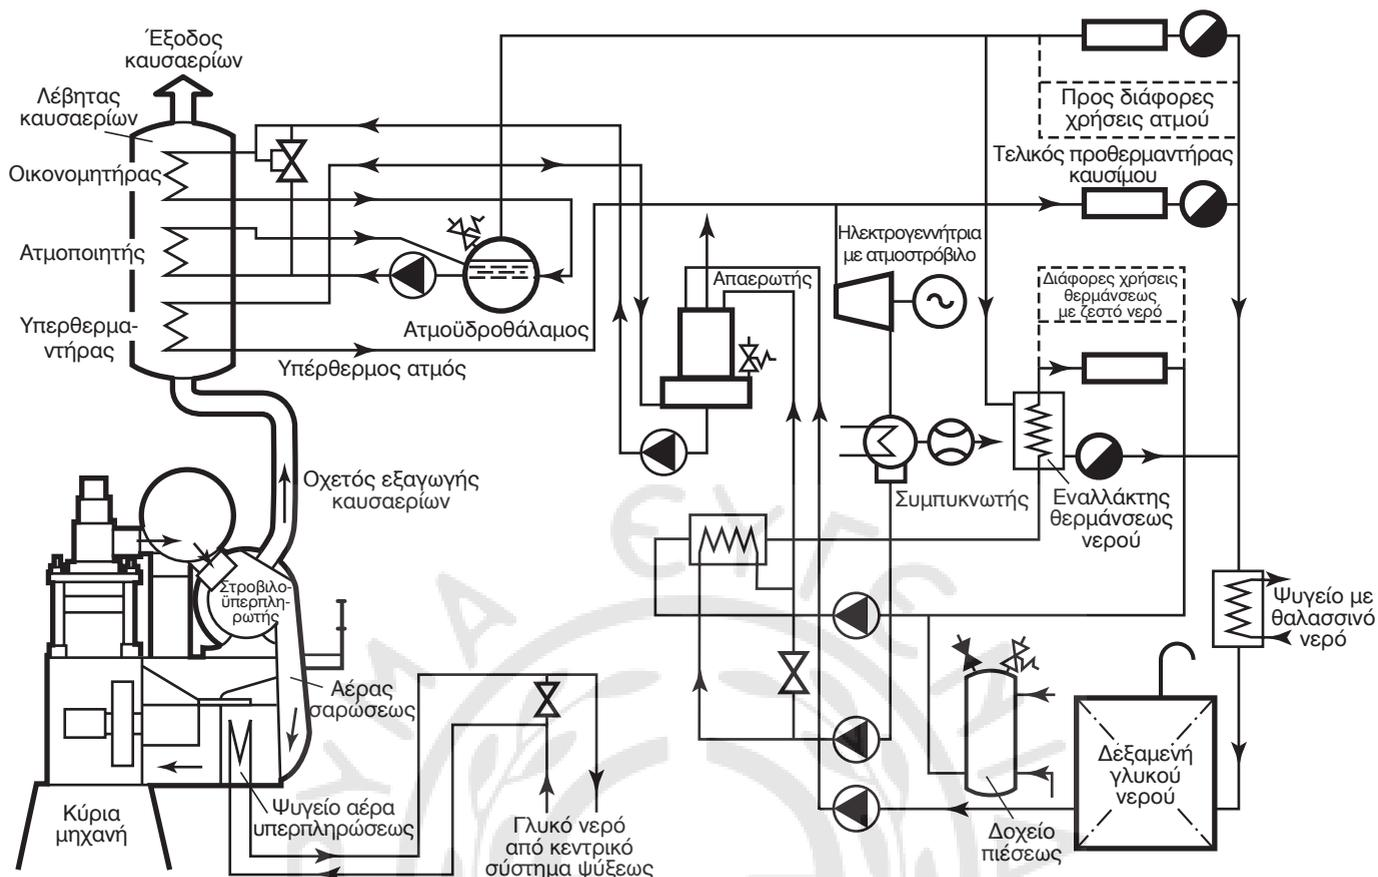 Έξοδος
καυσαερίων
Λέβητας
καυσαερίων
Οικονομητήρας
Ατμοποιητής
Υπερθερμα-
ντήρας
Ατμοϋδροθάλαμος
Υπέρθερμος ατμός
Οχετός εξαγωγής
καυσαερίων
Στροβιλο-
ϋπερπλη-
ρωτής
Αέρας
σαρώσεως
Κύρια
μηχανή
Ψυγείο αέρα
υπερπληρώσεως
Γλυκό νερό
από κεντρικό
σύστημα ψύξεως
Απαερωτής
Ηλεκτρογεννήτρια
με ατμοστρόβιλο
Προς διάφορες
χρήσεις ατμού
Τελικός προθερμαντήρας
καυσίμου
Διάφορες χρήσεις
θερμάνσεως
με ζεστό νερό
Συμπυκνωτής
Εναλλάκτης
θερμάνσεως
νερού
Ψυγείο με
θαλασσινό
νερό
Δεξαμενή
γλυκού
νερού
Δοχείο
πιέσεως